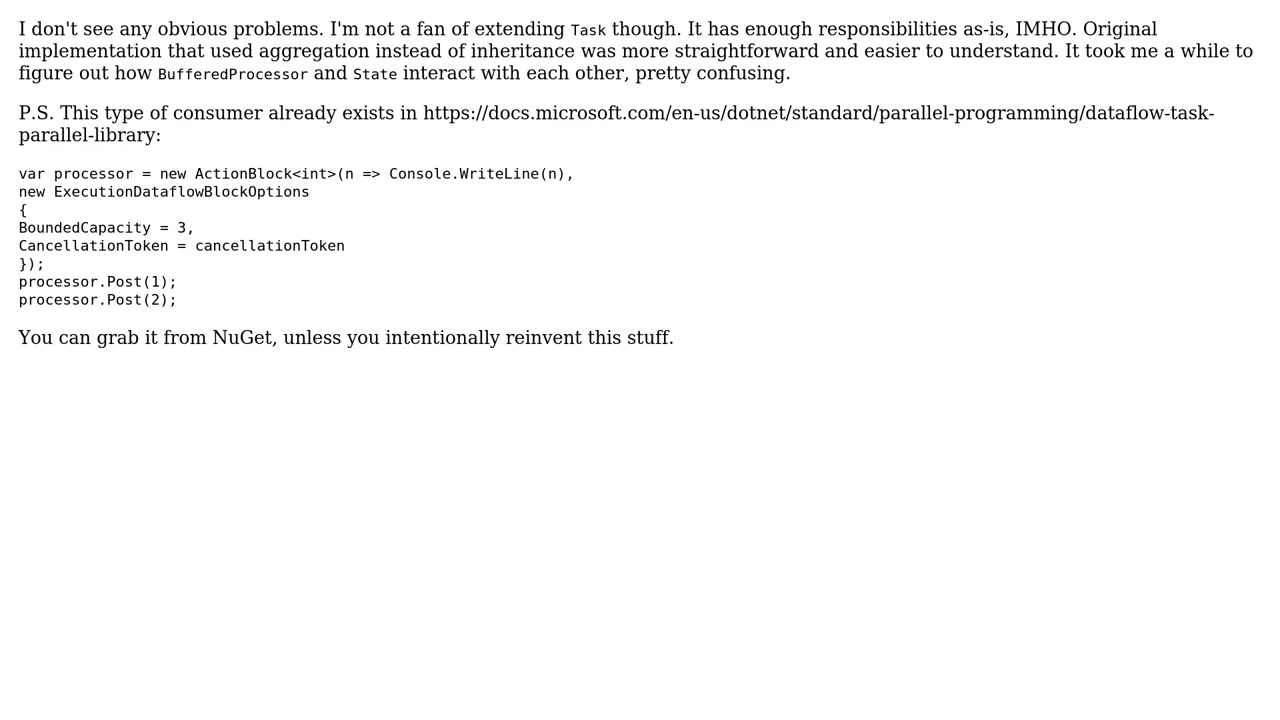 I don't see any obvious problems. I'm not a fan of extending Task though. It has enough responsibilities as-is, IMHO. Original
implementation that used aggregation instead of inheritance was more straightforward and easier to understand. It took me a while to
figure out how BufferedProcessor and State interact with each other, pretty confusing.
P.S. This type of consumer already exists in https://docs.microsoft.com/en-us/dotnet/standard/parallel-programming/dataflow-task-
parallel-library:
var processor = new ActionBlock<int>(n => Console.WriteLine(n),
new ExecutionDataflowBlockOptions
{
BoundedCapacity = 3,
CancellationToken = cancellationToken
});
processor.Post(1);
processor.Post(2);
You can grab it from NuGet, unless you intentionally reinvent this stuff.